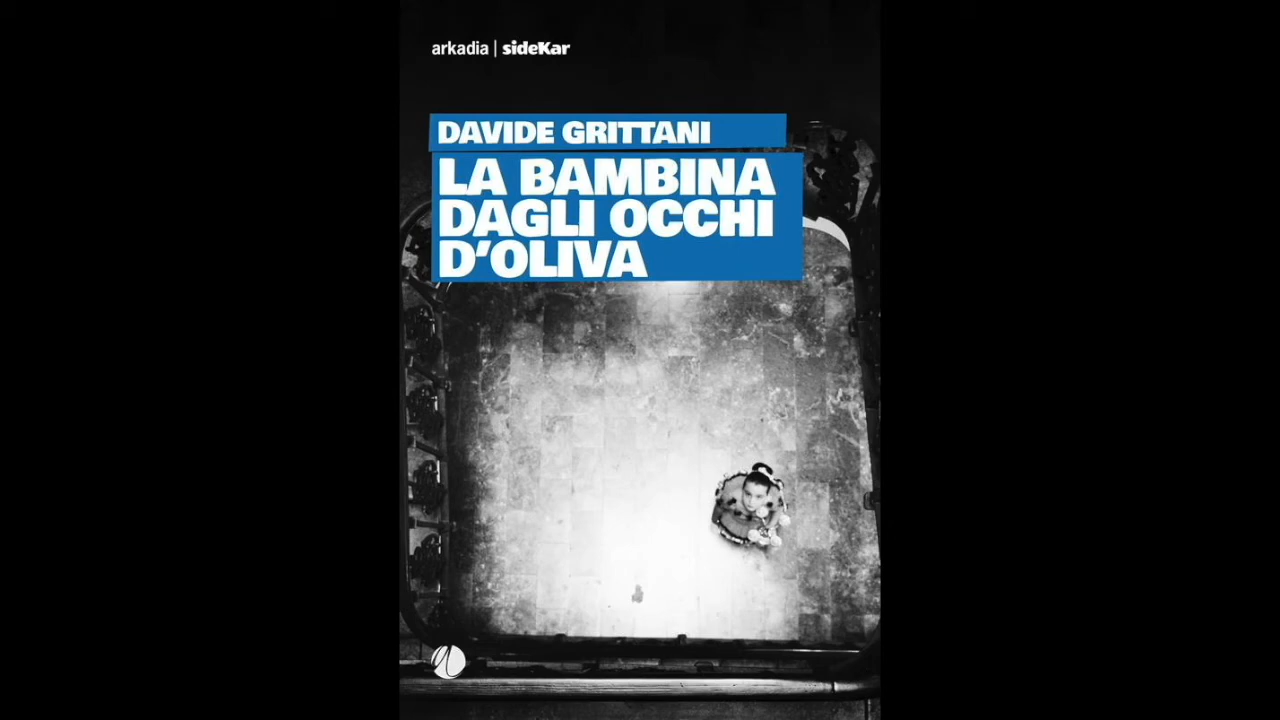 arkadia | sideKar
DAVIDE GRITTANI
LA BAMBINA
DAGLI OCCHI
D'OLIVA